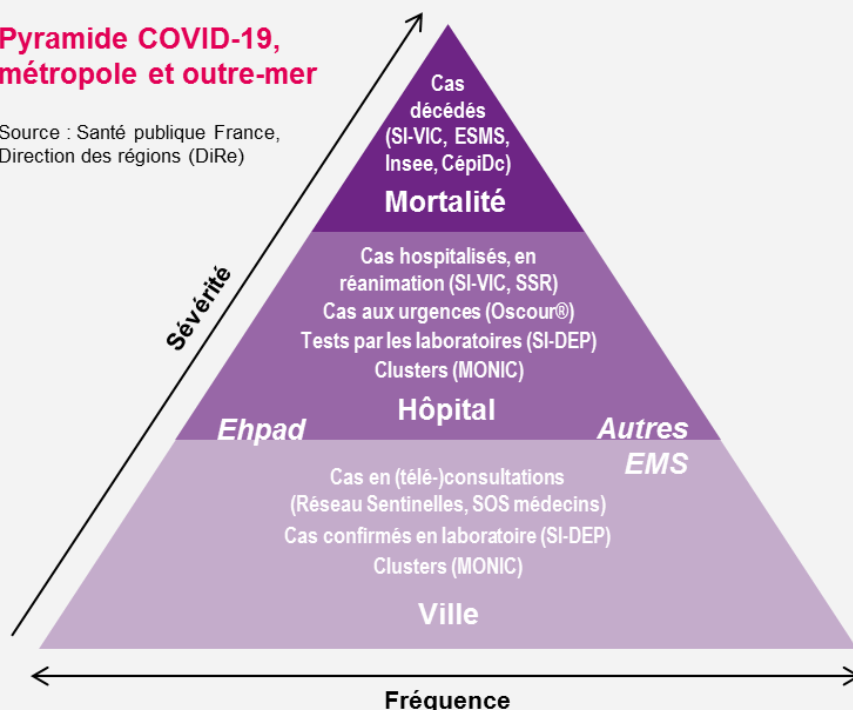 Pyramide COVID-19,
métropole et outre-mer
Source : Santé publique France,
Direction des régions (DiRe)
Sévérité
Cas
décédés
(SI-VIC, ESMS,
Insee, CépiDc)
Mortalité
Cas hospitalisés, en
réanimation (SI-VIC, SSR)
Cas aux urgences (Oscour®)
Tests par les laboratoires (SI-DEP)
Clusters (MONIC)
Hôpital
Ehpad
Autres
EMS
Cas en (télé-)consultations
(Réseau Sentinelles, SOS médecins)
Cas confirmés en laboratoire (SI-DEP)
Clusters (MONIC)
Ville
Fréquence